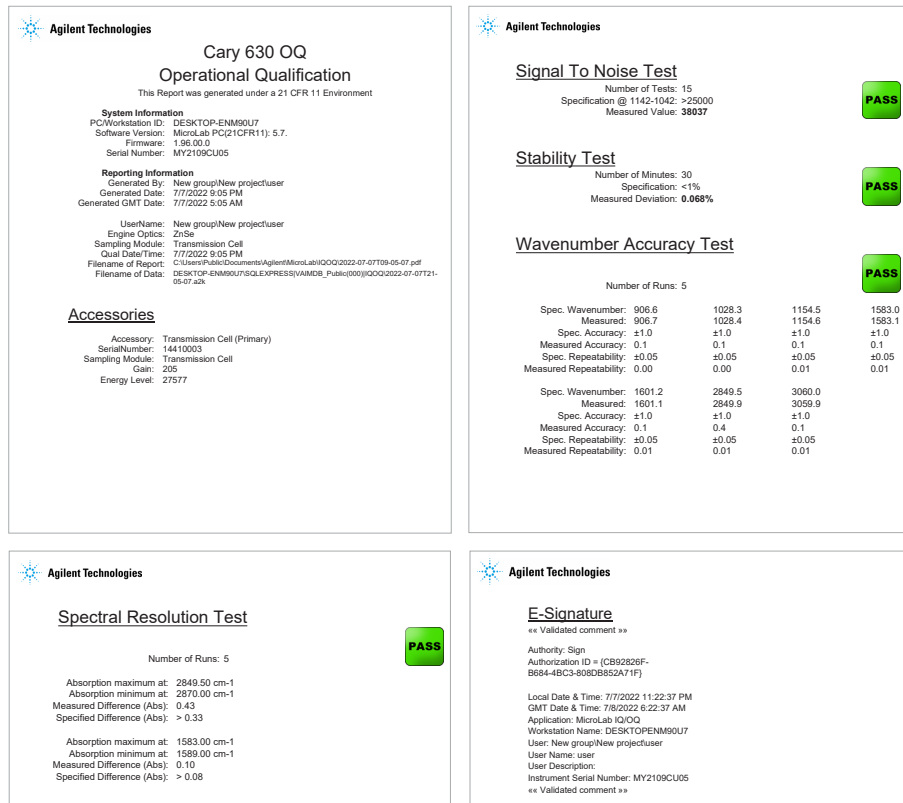 Agilent Technologies
Cary 630 OQ
Operational Qualification
This Report was generated under a 21 CFR 11 Environment
System Information
PC/Workstation ID: DESKTOP-ENM90U7
Software Version: MicroLab PC(21CFR11): 5.7.
Firmware: 1.96.00.0
Serial Number: MY2109CU05
Reporting Information
Generated By: New group\New project\user
Generated Date: 7/7/2022 9:05 PM
Generated GMT Date: 7/7/2022 5:05 AM
UserName: New group\New project\user
Engine Optics: ZnSe
Sampling Module: Transmission Cell
Qual Date/Time: 7/7/2022 9:05 PM
Filename of Report: C:\Users\Public\Documents\Agilent\MicroLab\IQOQ\2022-07-07T09-05-07.pdf
Filename of Data: DESKTOP-ENM90U7\SQLEXPRESS|VAIMDB_Public(000)|IQOQ\2022-07-07T21-
05-07.a2k
Accessories
Accessory: Transmission Cell (Primary)
SerialNumber: 14410003
Sampling Module: Transmission Cell
Gain: 205
Energy Level: 27577
Agilent Technologies
Signal To Noise Test
Number of Tests: 15
Specification @ 1142-1042: >25000
Measured Value: 38037
PASS
Stability Test
Number of Minutes: 30
Specification: <1%
Measured Deviation: 0.068%
PASS
Wavenumber Accuracy Test
PASS
Number of Runs: 5
Spec. Wavenumber: 906.6 1028.3 1154.5 1583.0
Measured: 906.7 1028.4 1154.6 1583.1
Spec. Accuracy: ±1.0 ±1.0 ±1.0 ±1.0
Measured Accuracy: 0.1 0.1 0.1 0.1
Spec. Repeatability: ±0.05 ±0.05 ±0.05 ±0.05
Measured Repeatability: 0.00 0.00 0.01 0.01
Spec. Wavenumber: 1601.2 2849.5 3060.0
Measured: 1601.1 2849.9 3059.9
Spec. Accuracy: ±1.0 ±1.0 ±1.0
Measured Accuracy: 0.1 0.4 0.1
Spec. Repeatability: ±0.05 ±0.05 ±0.05
Measured Repeatability: 0.01 0.01 0.01
Agilent Technologies
Spectral Resolution Test
PASS
Number of Runs: 5
Absorption maximum at: 2849.50 cm-1
Absorption minimum at: 2870.00 cm-1
Measured Difference (Abs): 0.43
Specified Difference (Abs): > 0.33
Absorption maximum at: 1583.00 cm-1
Absorption minimum at: 1589.00 cm-1
Measured Difference (Abs): 0.10
Specified Difference (Abs): > 0.08
Agilent Technologies
E-Signature
«« Validated comment »»
Authority: Sign
Authorization ID = {CB92826F-
B684-4BC3-808DB852A71F}
Local Date & Time: 7/7/2022 11:22:37 PM
GMT Date & Time: 7/8/2022 6:22:37 AM
Application: MicroLab IQ/OQ
Workstation Name: DESKTOPENM90U7
User: New group\New project\user
User Name: user
User Description:
Instrument Serial Number: MY2109CU05
«« Validated comment »»